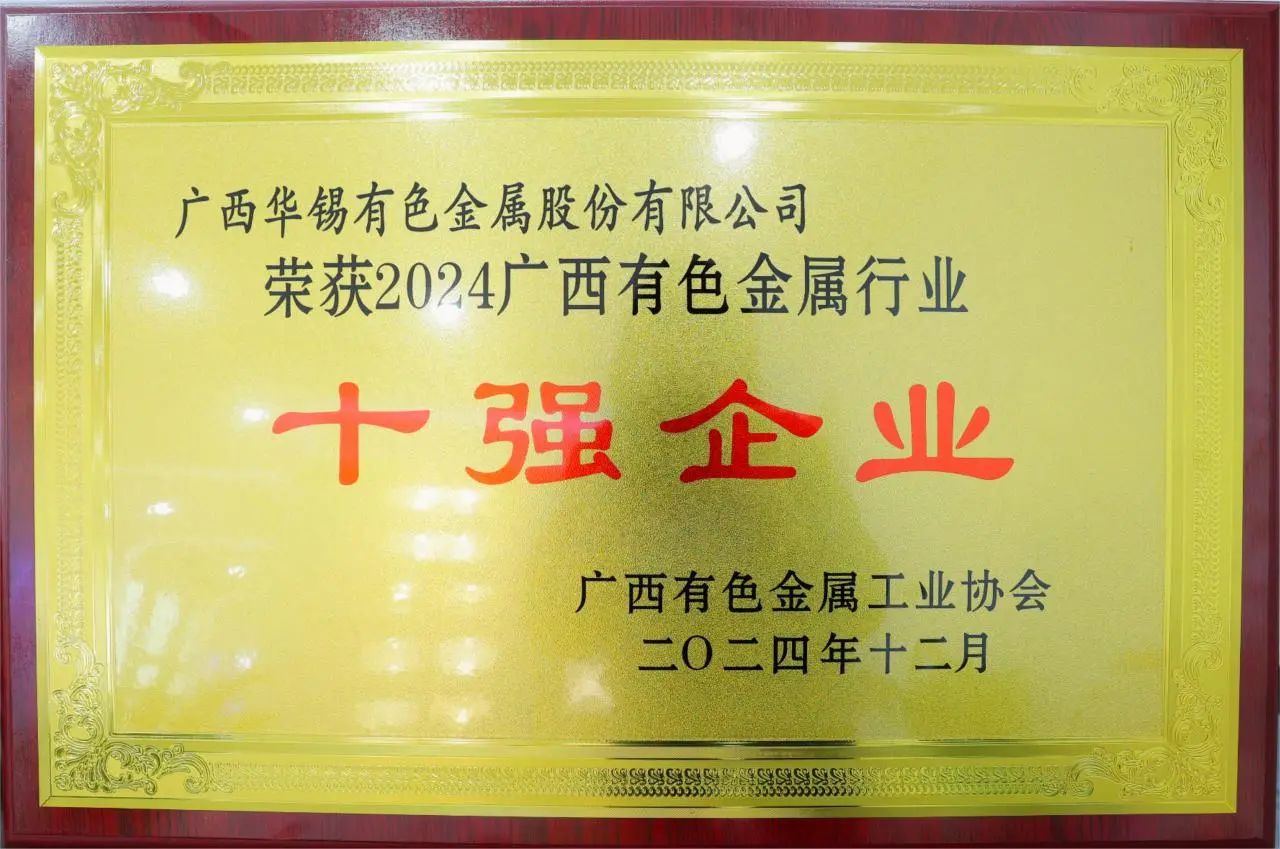 广西华锡有色金属股份有限公司
荣获2024广西有色金属行业
十强企业
广西有色金属工业协会
二〇二四年十二月